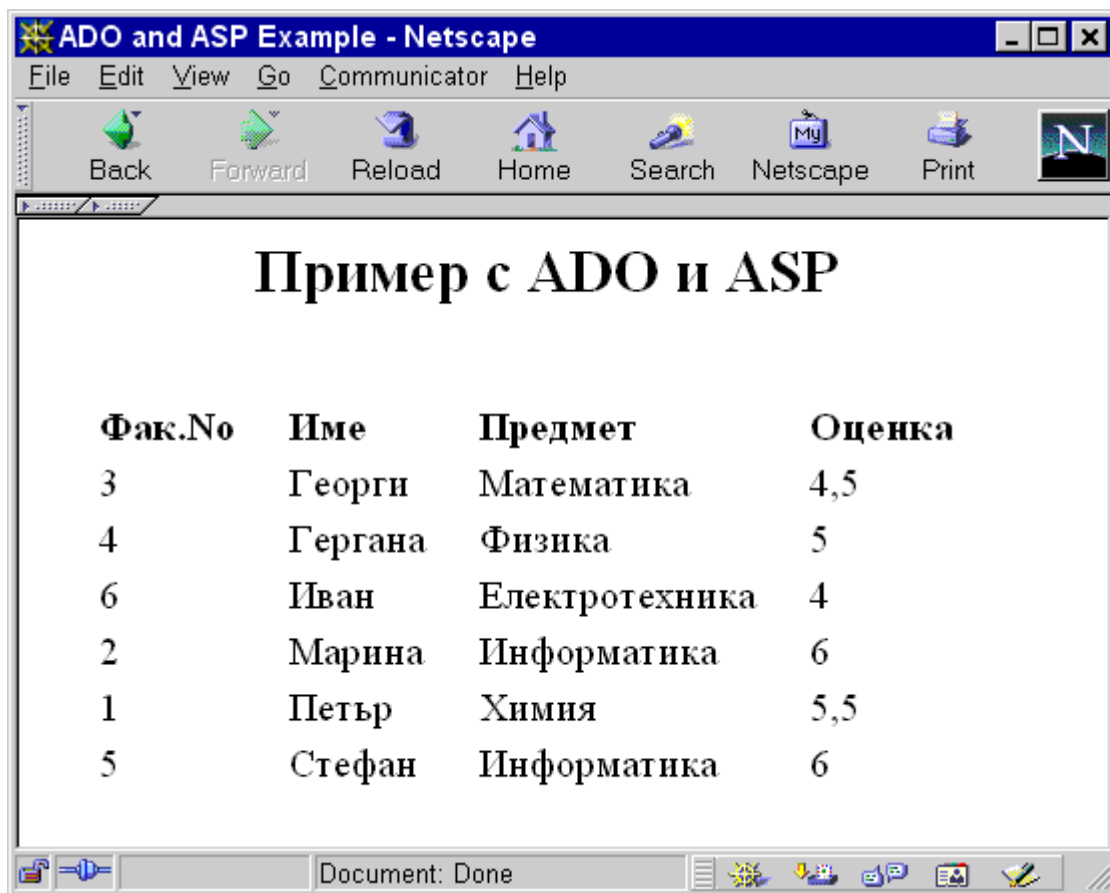 ADO and ASP Example - Netscape
File Edit View Go Communicator Help
Back Forward Reload Home Search Netscape Print
My
N
Пример с ADO и ASP
Фак.No Име Предмет Оценка
3 Георги Математика 4,5
4 Гергана Физика 5
6 Иван Електротехника 4
2 Марина Информатика 6
1 Петър Химия 5,5
5 Стефан Информатика 6
Document: Done